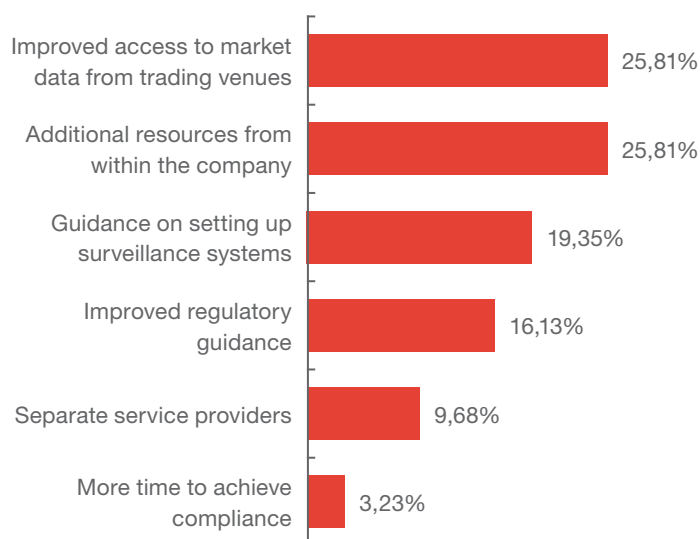 Improved access to market
data from trading venues
25,81%
Additional resources from
within the company
25,81%
Guidance on setting up
surveillance systems
19,35%
Improved regulatory
guidance
16,13%
Separate service providers
9,68%
More time to achieve
compliance
3,23%